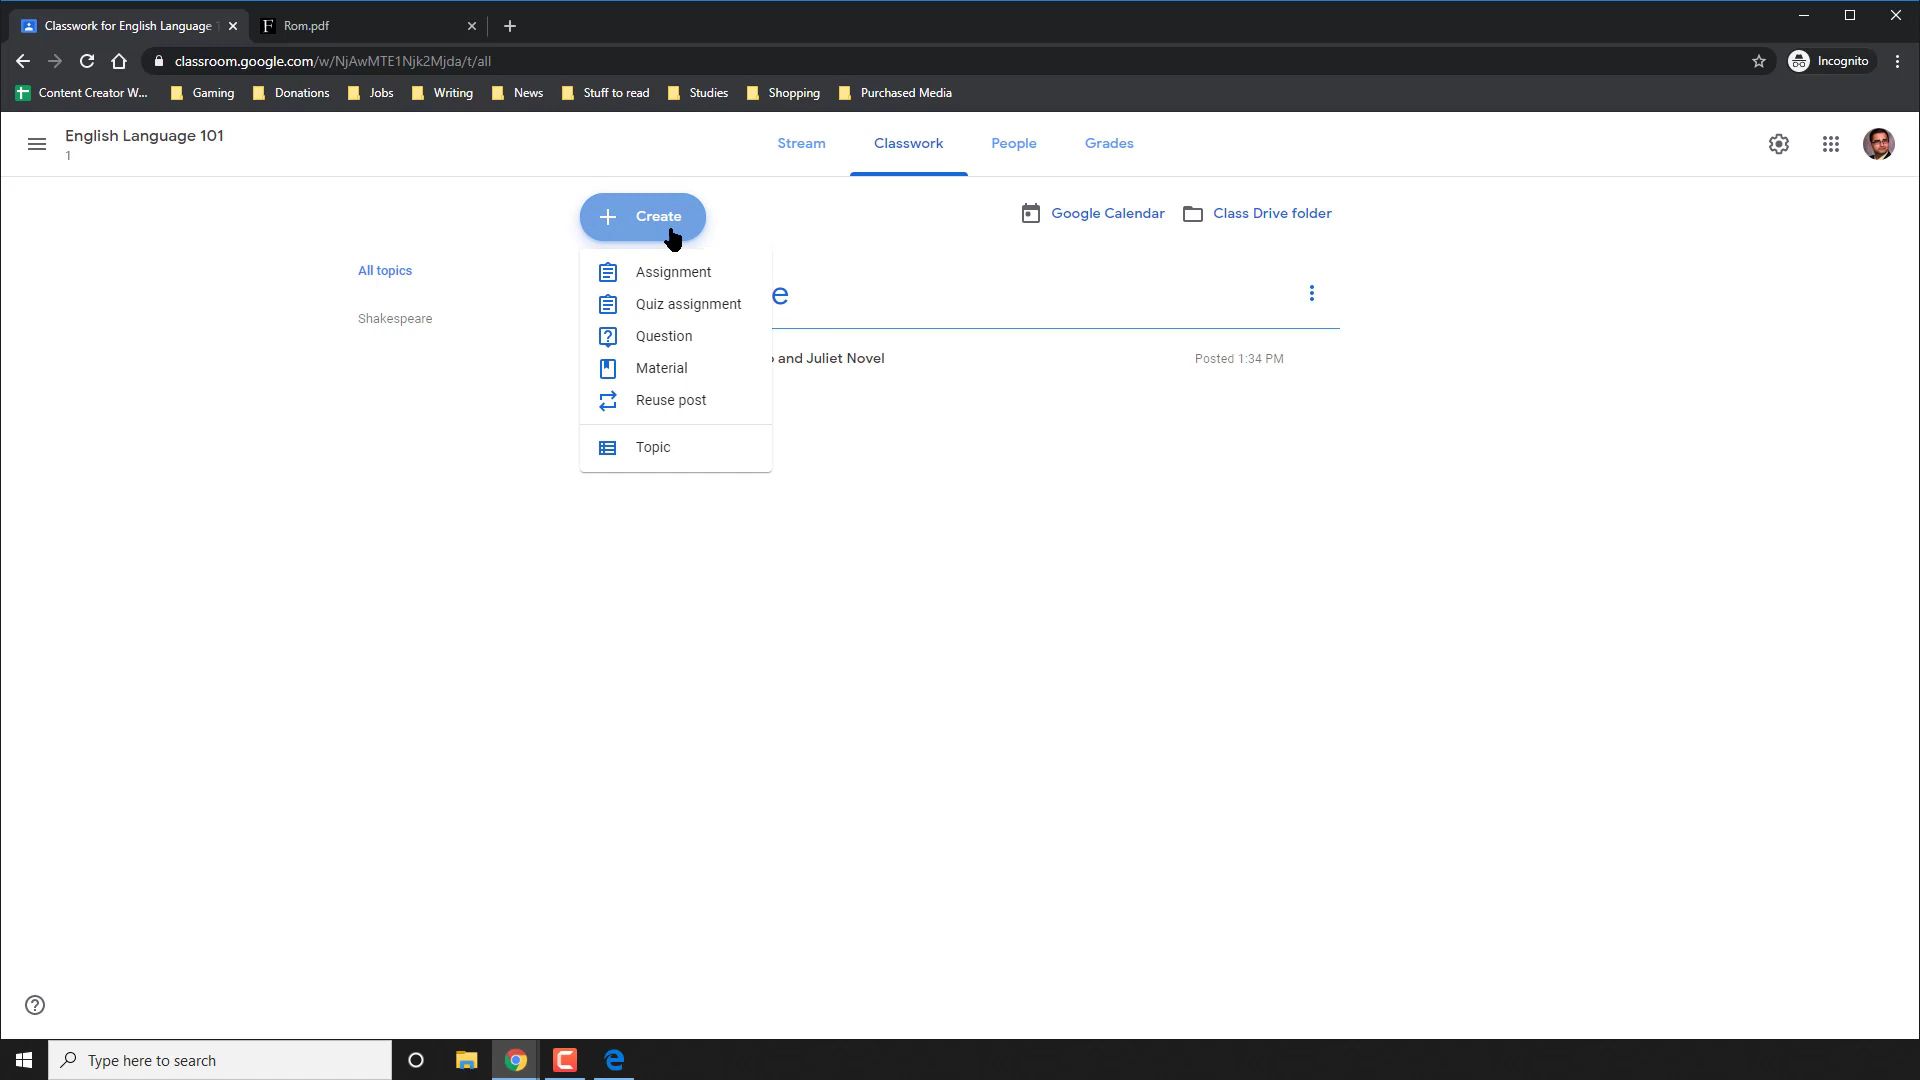 Classwork for English Language
Rom.pdf
classroom.google.com/w/NjAwMTE1Njk2Mjda/t/all
Incognito
Content Creator W...
Gaming
Donations
Jobs
Writing
News
Stuff to read
Studies
Shopping
Purchased Media
English Language 101
1
Stream
Classwork
People
Grades
Create
Google Calendar
Class Drive folder
All topics
Shakespeare
Assignment
Quiz assignment
Question
Material
Reuse post
Topic
e
and Juliet Novel
Posted 1:34 PM
Type here to search